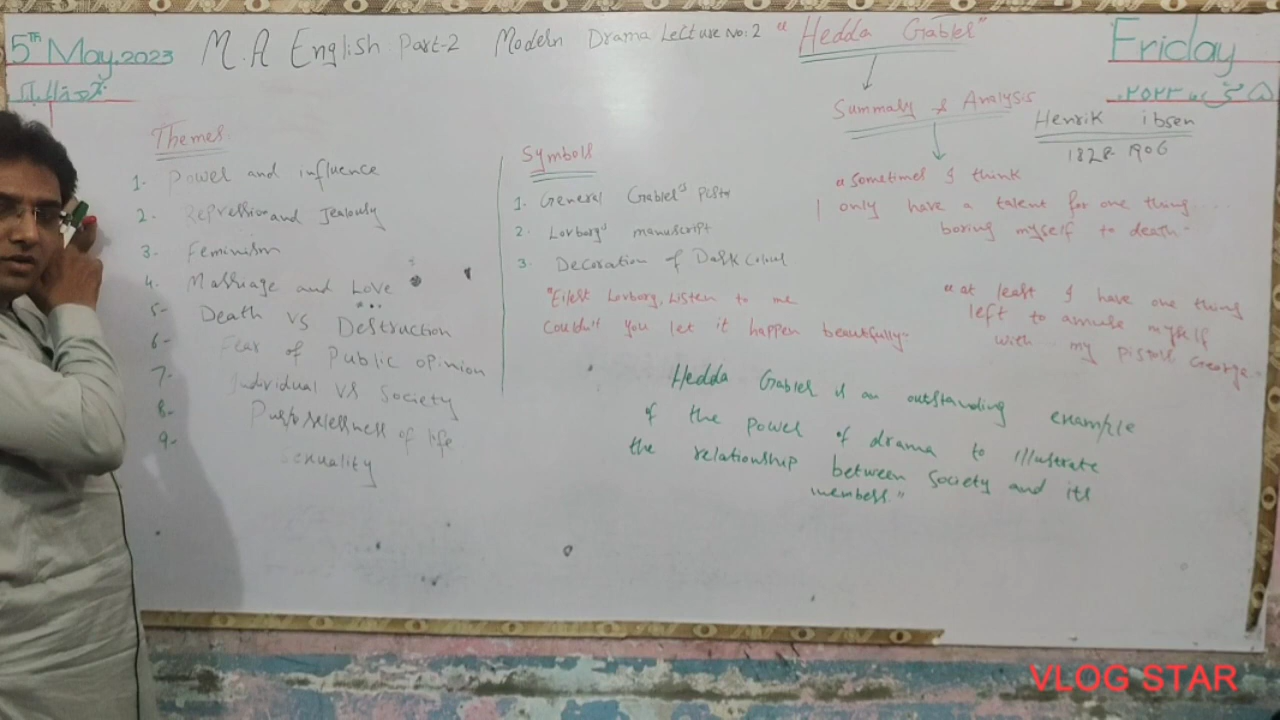 5th May, 2023
M.A English Part-2 Modern Drama Lecture No: 2 "Hedda Gabler"
Friday
جمعۃ المبارک
Summary & Analysis
Henrik ibsen
1828-1906
Themes
1. Power and influence
2. Repression and Jealousy
3. Feminism
4. Marriage and Love
5- Death vs Destruction
6- Fear of Public opinion
7- Individual vs Society
8- Purposelessness of life
9- Sexuality
Symbols
1. General Gabler's
2. Lovborg's manuscript
3. Decoration of Dark Colour
"Eilert Lovborg, Listen to me
Couldn't you let it happen beautifully"
"Sometimes I think
I only have a talent for one thing....
boring myself to death"
"at least I have one thing
left to amuse myself
with my pistols George"
Hedda Gabler is an outstanding example
of the power of drama to illustrate
the relationship between society and its
members"
VLOG STAR